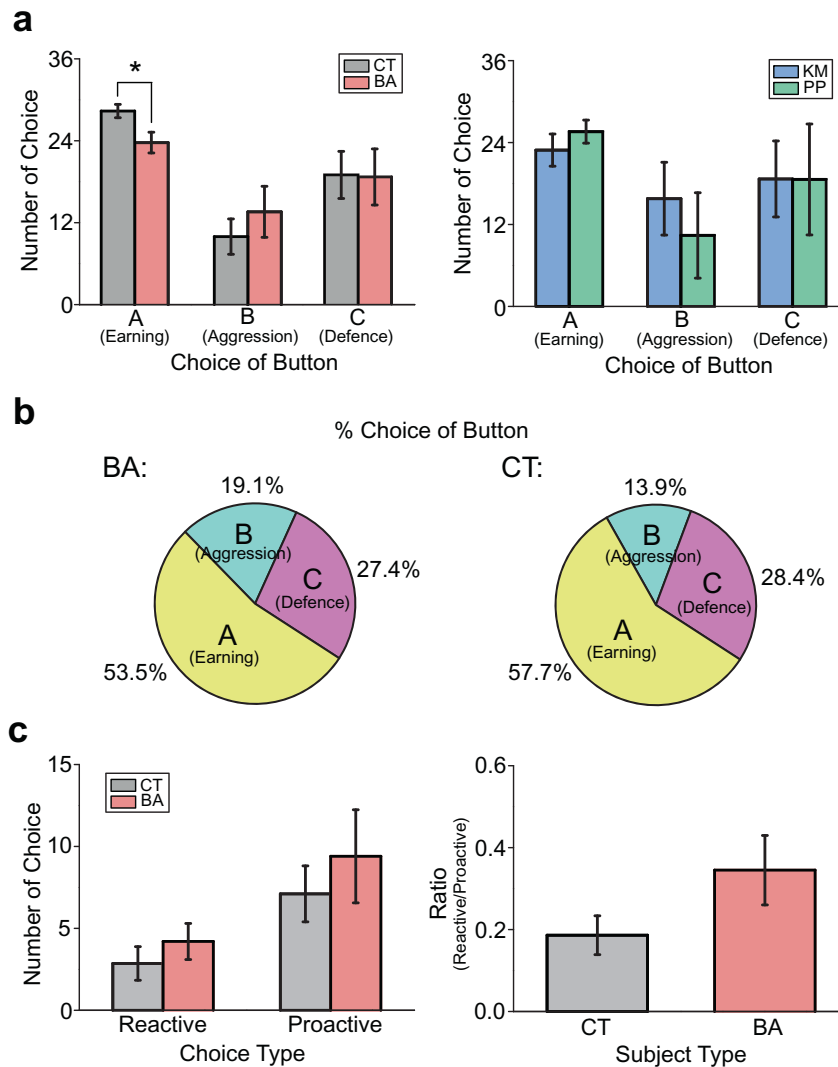 a
36
24
12
0
Number of Choice
*
CT
BA
A
(Earning)
B
(Aggression)
C
(Defence)
Choice of Button
36
24
12
0
Number of Choice
KM
PP
A
(Earning)
B
(Aggression)
C
(Defence)
Choice of Button
b
% Choice of Button
BA:
19.1%
B
(Aggression)
27.4%
C
(Defence)
A
(Earning)
53.5%
CT:
13.9%
B
(Aggression)
28.4%
C
(Defence)
A
(Earning)
57.7%
c
15
10
5
0
Number of Choice
CT
BA
Reactive
Proactive
Choice Type
0.6
0.4
0.2
0.0
Ratio
(Reactive/Proactive)
CT
BA
Subject Type